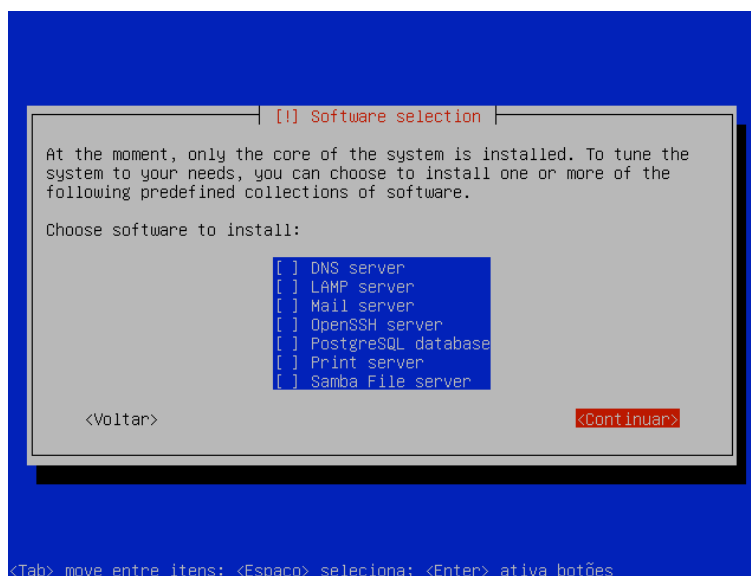 [!] Software selection
At the moment, only the core of the system is installed. To tune the
system to your needs, you can choose to install one or more of the
following predefined collections of software.
Choose software to install:
[ ] DNS server
[ ] LAMP server
[ ] Mail server
[ ] OpenSSH server
[ ] PostgreSQL database
[ ] Print server
[ ] Samba File server
<Voltar> <Continuar>
<Tab> move entre itens; <Espaco> seleciona; <Enter> ativa botões